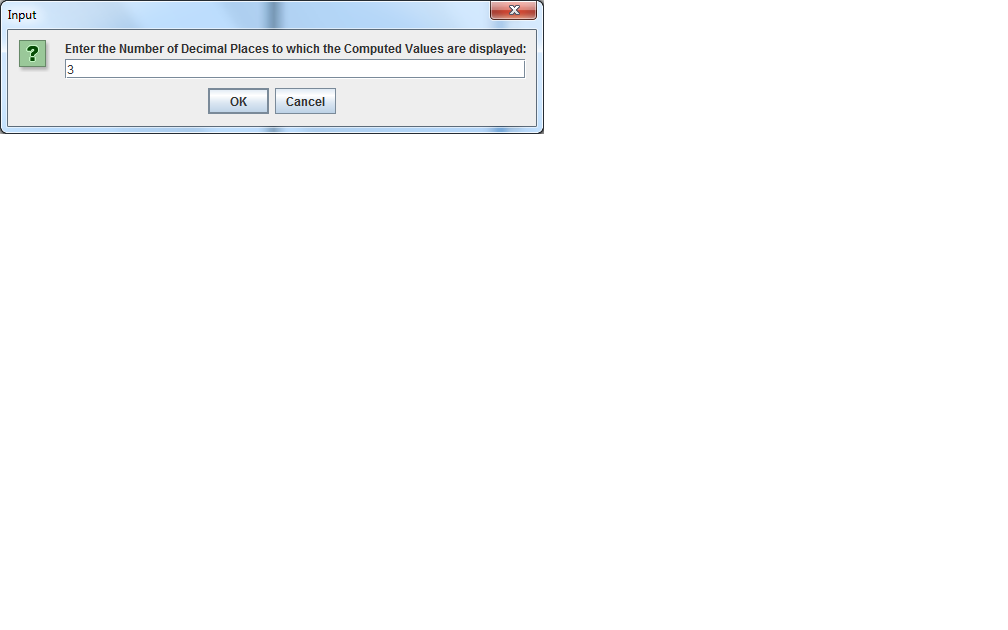 Input
Enter the Number of Decimal Places to which the Computed Values are displayed:
3
OK Cancel